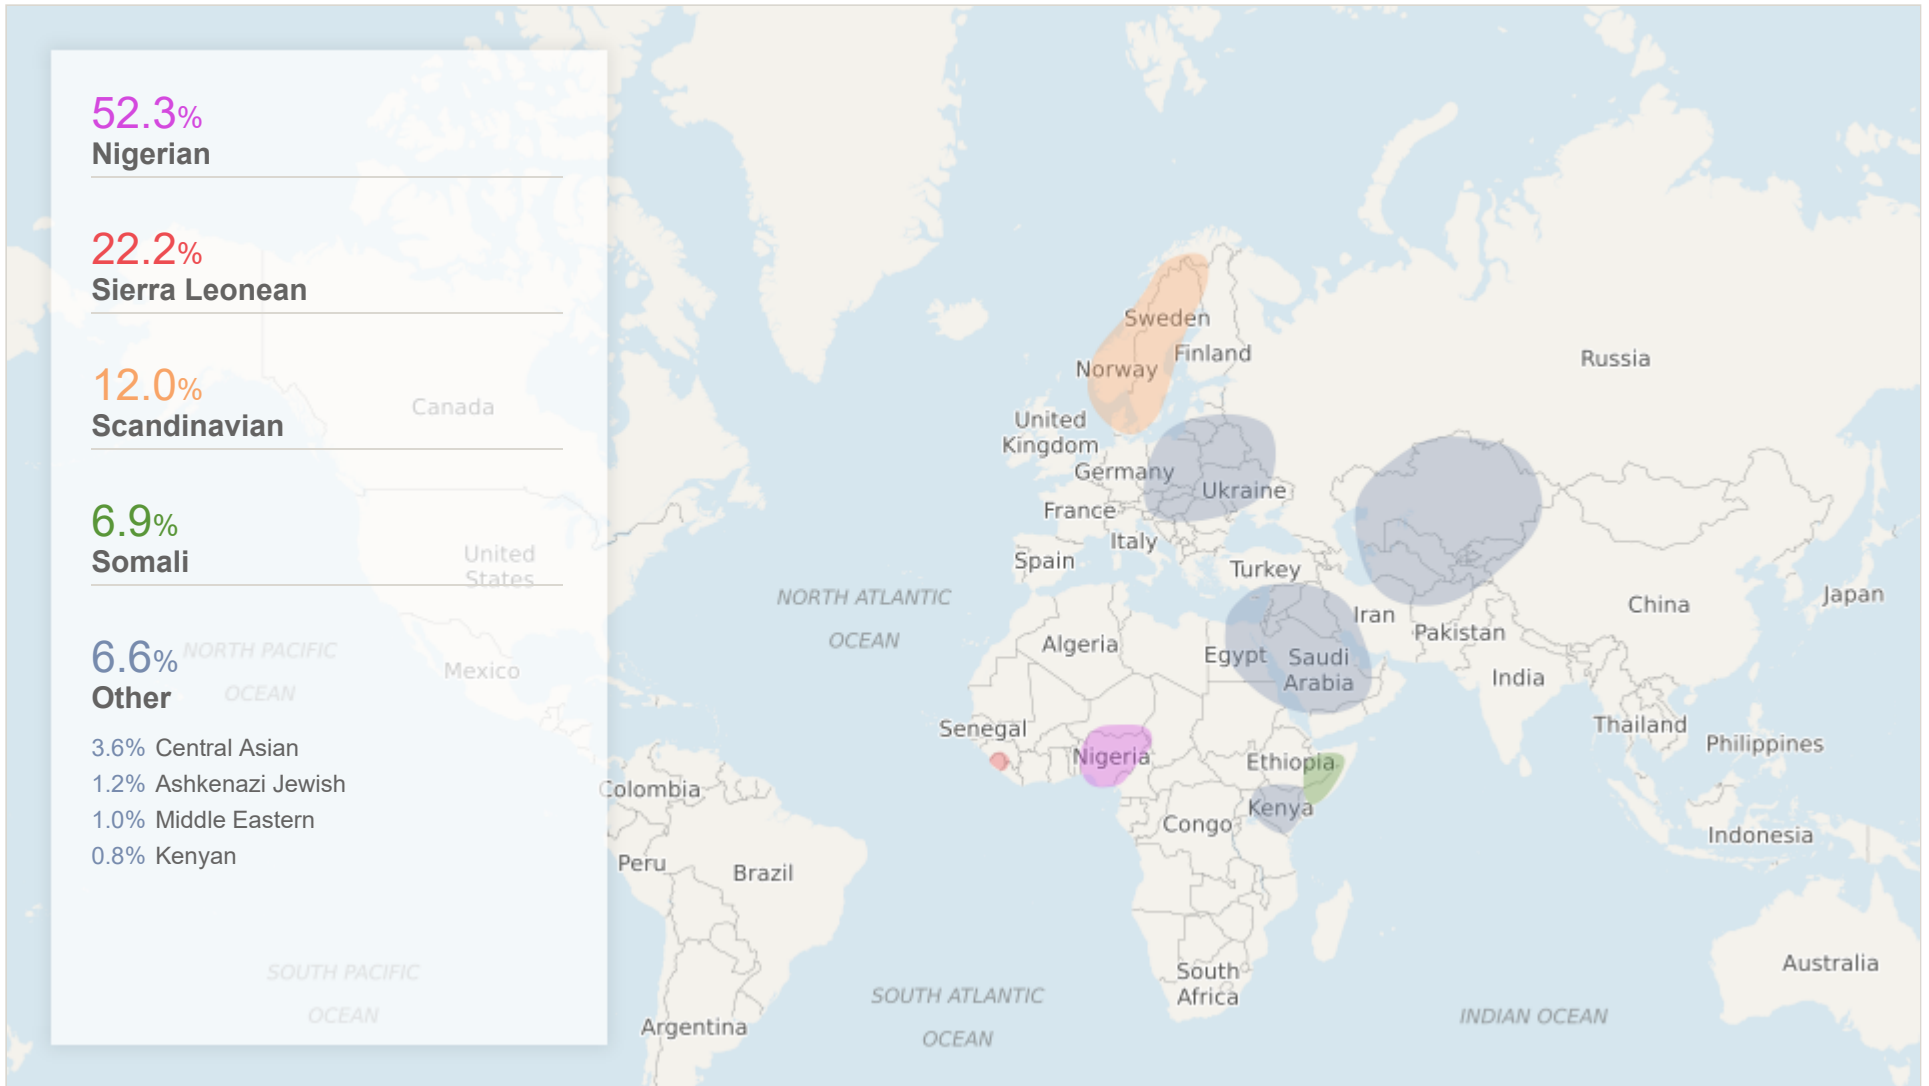 52.3%
Nigerian
22.2%
Sierra Leonean
12.0%
Scandinavian
6.9%
Somali
6.6%
Other
3.6% Central Asian
1.2% Ashkenazi Jewish
1.0% Middle Eastern
0.8% Kenyan
Canada
United
States
NORTH PACIFIC
OCEAN
Mexico
SOUTH PACIFIC
OCEAN
Colombia
Peru
Brazil
Argentina
NORTH ATLANTIC
OCEAN
SOUTH ATLANTIC
OCEAN
Sweden
Norway
Finland
Russia
United
Kingdom
Germany
Ukraine
France
Italy
Spain
Turkey
Algeria
Egypt
Saudi
Arabia
Iran
Pakistan
India
China
Japan
Thailand
Philippines
Senegal
Nigeria
Ethiopia
Kenya
Congo
South
Africa
Indonesia
Australia
INDIAN OCEAN